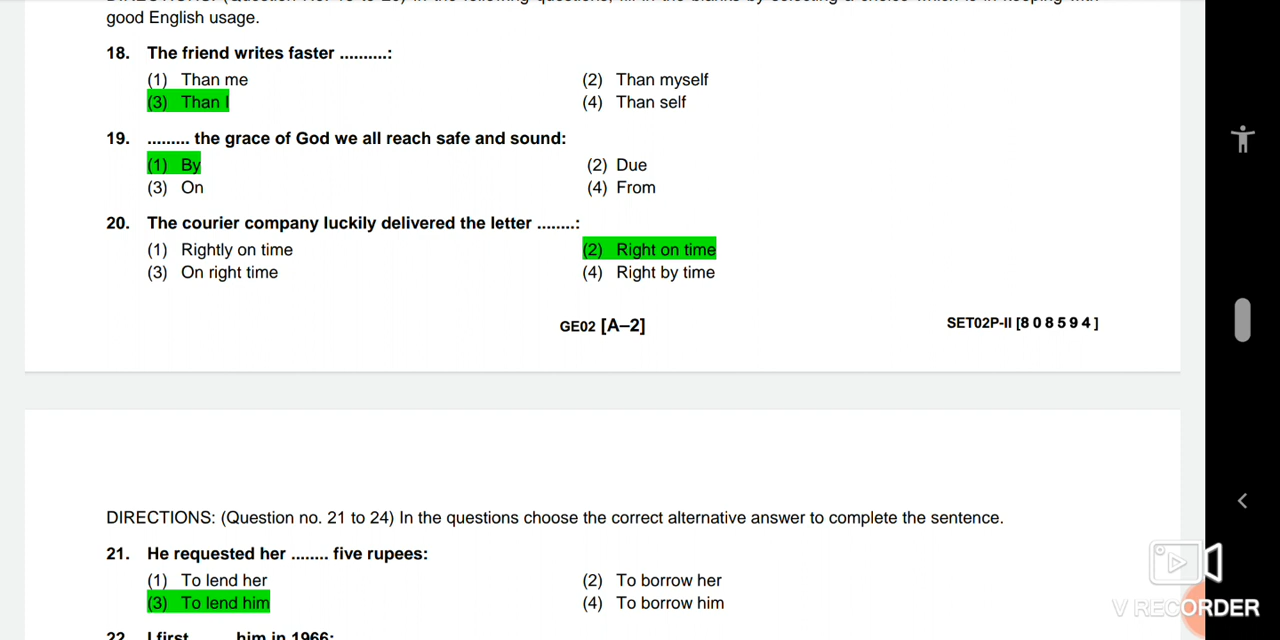 good English usage.
18. The friend writes faster ..........:
(1) Than me (2) Than myself
(3) Than I (4) Than self
19. ......... the grace of God we all reach safe and sound:
(1) By (2) Due
(3) On (4) From
20. The courier company luckily delivered the letter ........:
(1) Rightly on time (2) Right on time
(3) On right time (4) Right by time
GE02 [A–2] SET02P-II [8 0 8 5 9 4 ]
DIRECTIONS: (Question no. 21 to 24) In the questions choose the correct alternative answer to complete the sentence.
21. He requested her ........ five rupees:
(1) To lend her (2) To borrow her
(3) To lend him (4) To borrow him
22. I first him in 1966:
V RECORDER